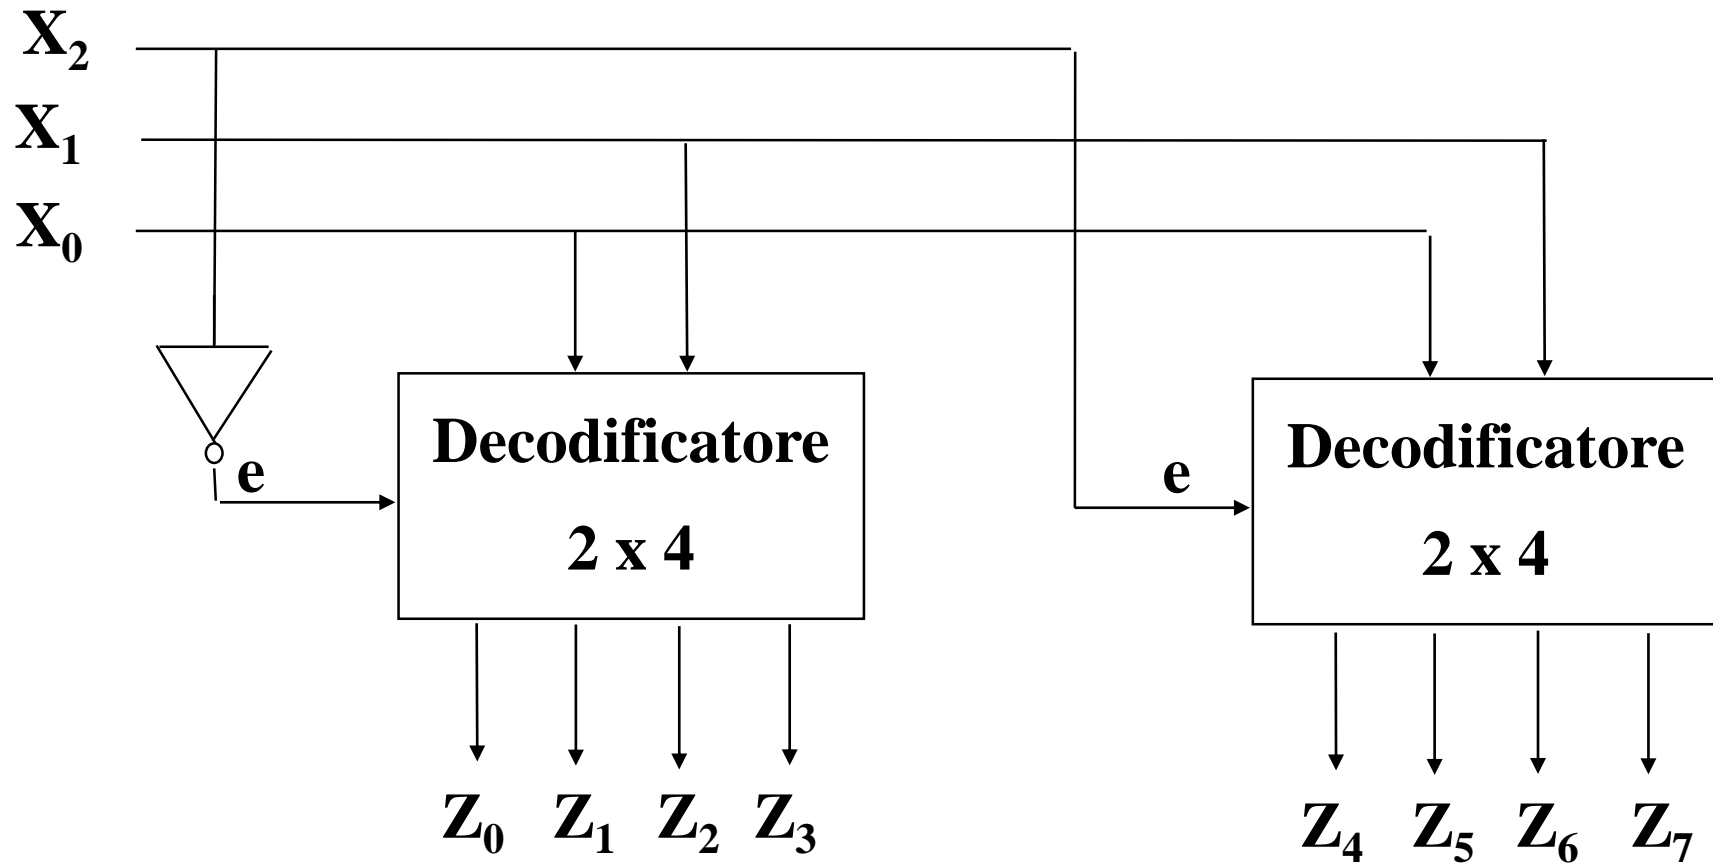 X₂
X₁
X₀
e
Decodificatore
2 x 4
e
Decodificatore
2 x 4
Z₀ Z₁ Z₂ Z₃
Z₄ Z₅ Z₆ Z₇